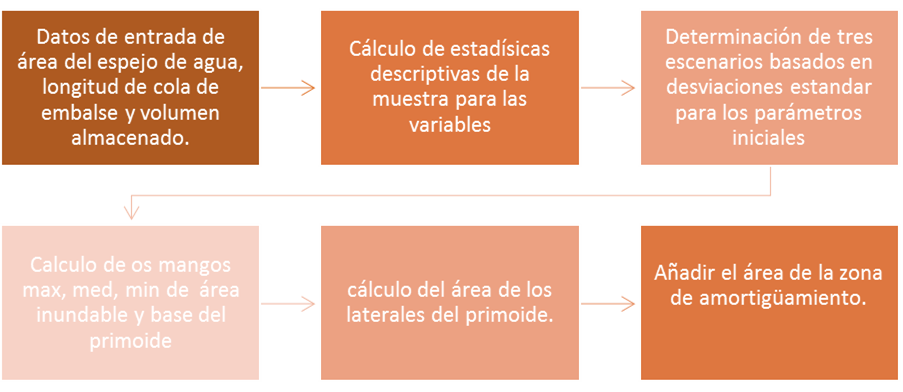 Datos de entrada de
área del espejo de agua,
longitud de cola de
embalse y volumen
almacenado.
Cálculo de estadísicas
descriptivas de la
muestra para las
variables
Determinación de tres
escenarios basados en
desviaciones estandar
para los parámetros
iniciales
Calculo de os mangos
max, med, min de  área
inundable y base del
primoide
cálculo del área de los
laterales del primoide.
Añadir el área de la zona
de amortigüamiento.